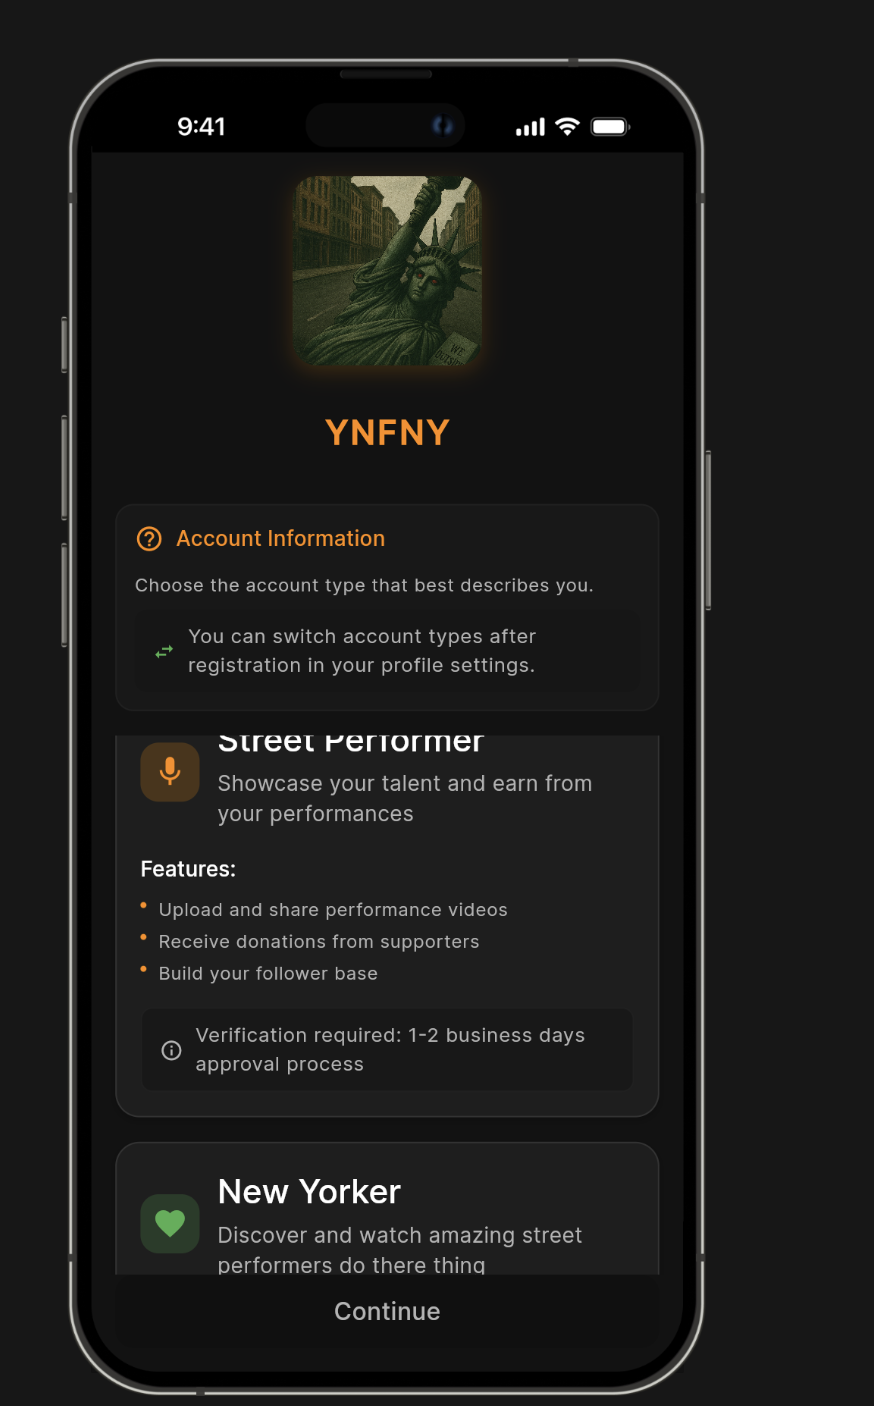 9:41
WE
OUTSIDE
YNFNY
Account Information
Choose the account type that best describes you.
You can switch account types after
registration in your profile settings.
Street Performer
Showcase your talent and earn from
your performances
Features:
• Upload and share performance videos
• Receive donations from supporters
• Build your follower base
Verification required: 1-2 business days
approval process
New Yorker
Discover and watch amazing street
performers do there thing
Continue